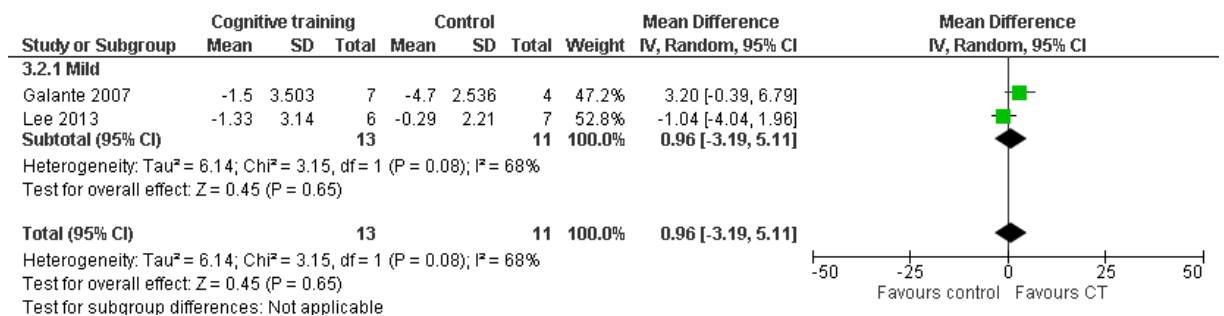 Cognitive training Control Mean Difference Mean Difference
Study or Subgroup Mean SD Total Mean SD Total Weight IV, Random, 95% CI IV, Random, 95% CI
3.2.1 Mild
Galante 2007 -1.5 3.503 7 -4.7 2.536 4 47.2% 3.20 [-0.39, 6.79]
Lee 2013 -1.33 3.14 6 -0.29 2.21 7 52.8% -1.04 [-4.04, 1.96]
Subtotal (95% CI) 13 11 100.0% 0.96 [-3.19, 5.11]
Heterogeneity: Tau² = 6.14; Chi² = 3.15, df = 1 (P = 0.08); I² = 68%
Test for overall effect: Z = 0.45 (P = 0.65)
Total (95% CI) 13 11 100.0% 0.96 [-3.19, 5.11]
Heterogeneity: Tau² = 6.14; Chi² = 3.15, df = 1 (P = 0.08); I² = 68%
Test for overall effect: Z = 0.45 (P = 0.65)
Test for subgroup differences: Not applicable
-50 -25 0 25 50
Favours control Favours CT